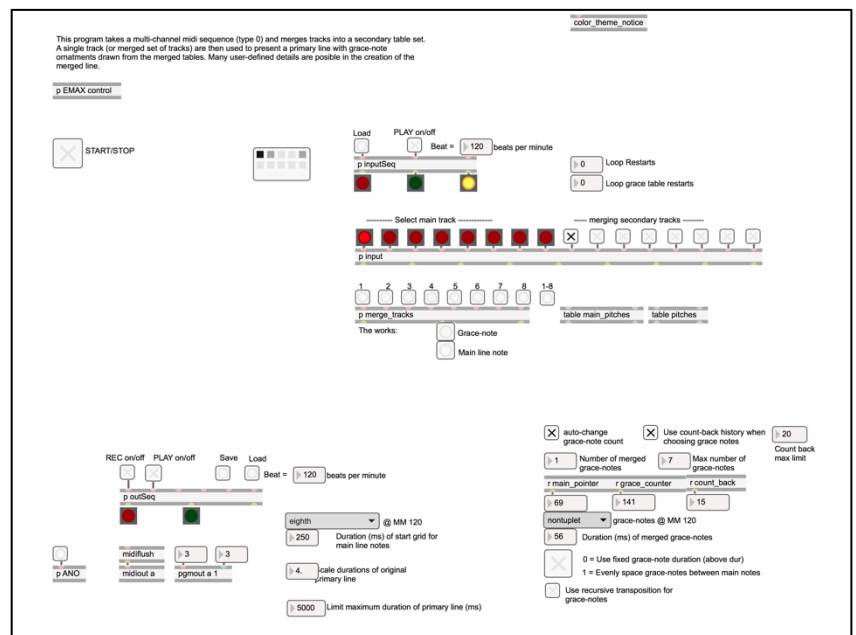 color_theme_notice
This program takes a multi-channel midi sequence (type 0) and merges tracks into a secondary table set.
A single track (or merged set of tracks) are then used to present a primary line with grace-note
ornatments drawn from the merged tables. Many user-defined details are posible in the creation of the
merged line.
p EMAX control
START/STOP
Load
PLAY on/off
Beat = 120 beats per minute
p inputSeq
0 Loop Restarts
0 Loop grace table restarts
---------- Select main track -------------
----- merging secondary tracks --------
p input
1 2 3 4 5 6 7 8 1-8
p merge_tracks
table main_pitches
table pitches
The works:
Grace-note
Main line note
auto-change
grace-note count
Use count-back history when
choosing grace notes
20
Count back
max limit
1 Number of merged
grace-notes
7 Max number of
grace-notes
r main_pointer
r grace_counter
r count_back
69
141
15
nontuplet grace-notes @ MM 120
56 Duration (ms) of merged grace-notes
0 = Use fixed grace-note duration (above dur)
1 = Evenly space grace-notes between main notes
Use recursive transposition for
grace-notes
REC on/off
PLAY on/off
Save
Load
Beat = 120 beats per minute
p outSeq
eighth @ MM 120
250 Duration (ms) of start grid for
main line notes
4. scale durations of original
primary line
5000 Limit maximum duration of primary line (ms)
p ANO
midiflush
midiout a
3
3
pgmout a 1